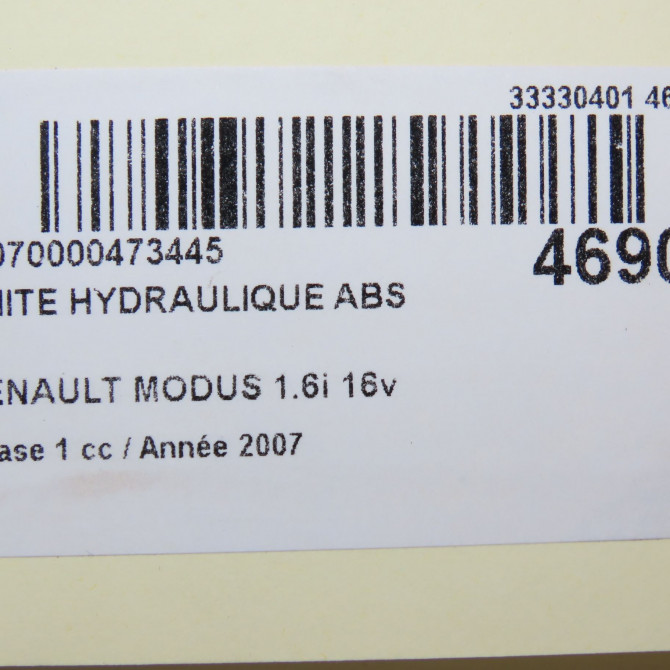 33330401 46
070000473445
4690
NITE HYDRAULIQUE ABS
ENAULT MODUS 1.6i 16v
ase 1 cc / Année 2007